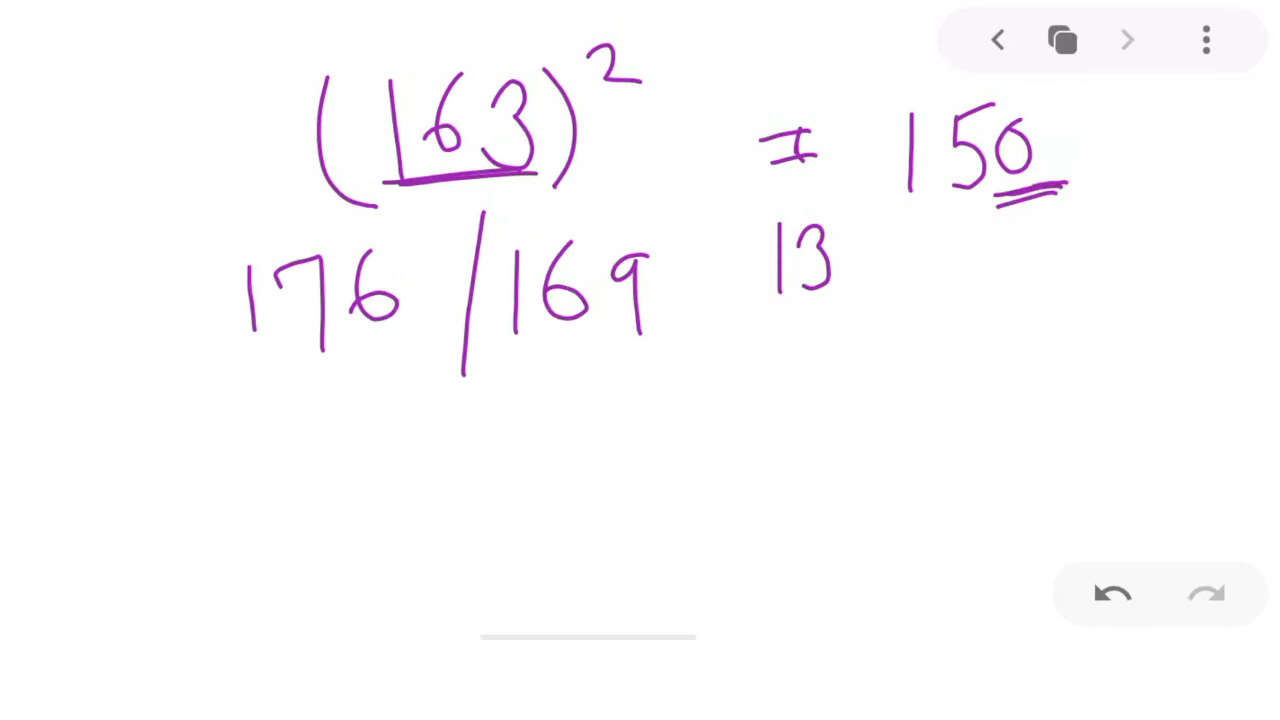 (163)² = 150
176 / 169 13